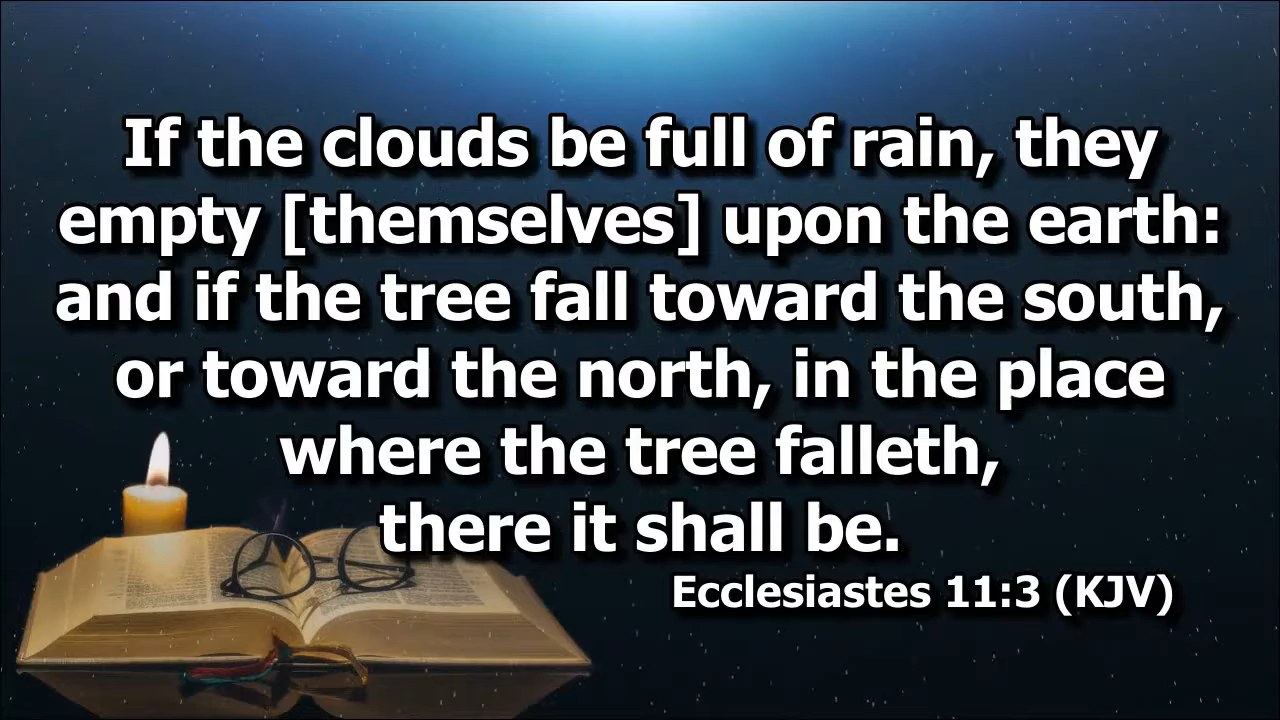 If the clouds be full of rain, they
empty [themselves] upon the earth:
and if the tree fall toward the south,
or toward the north, in the place
where the tree falleth,
there it shall be.
Ecclesiastes 11:3 (KJV)